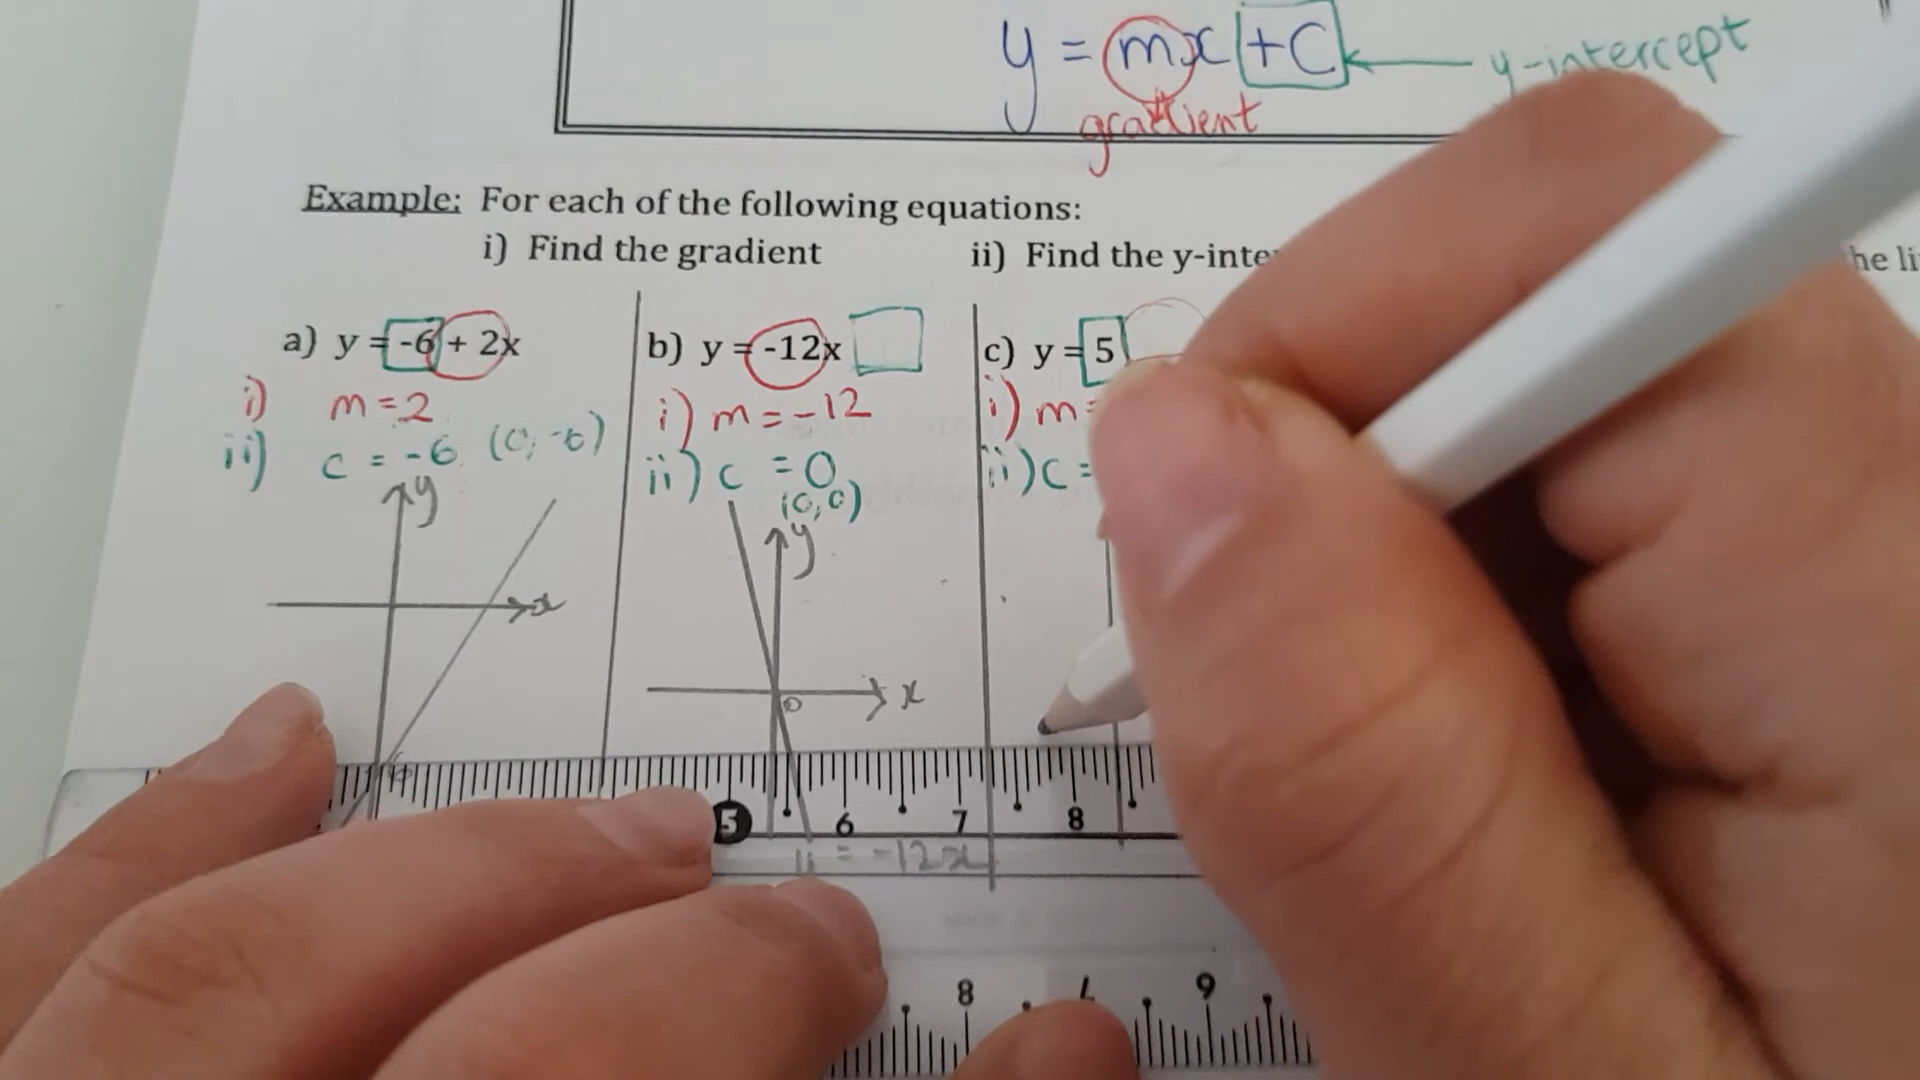 y = mx + C ← y-intercept
gradient
Example: For each of the following equations:
i) Find the gradient ii) Find the y-inte he li
a) y = -6 + 2x b) y = -12x c) y = 5
i) m = 2 i) m = -12 i) m =
ii) c = -6 (0, -6) ii) c = 0 ii) c =
(0, 0)
y y
x x
0
5 6 7 8
y = -12x
8 7 9